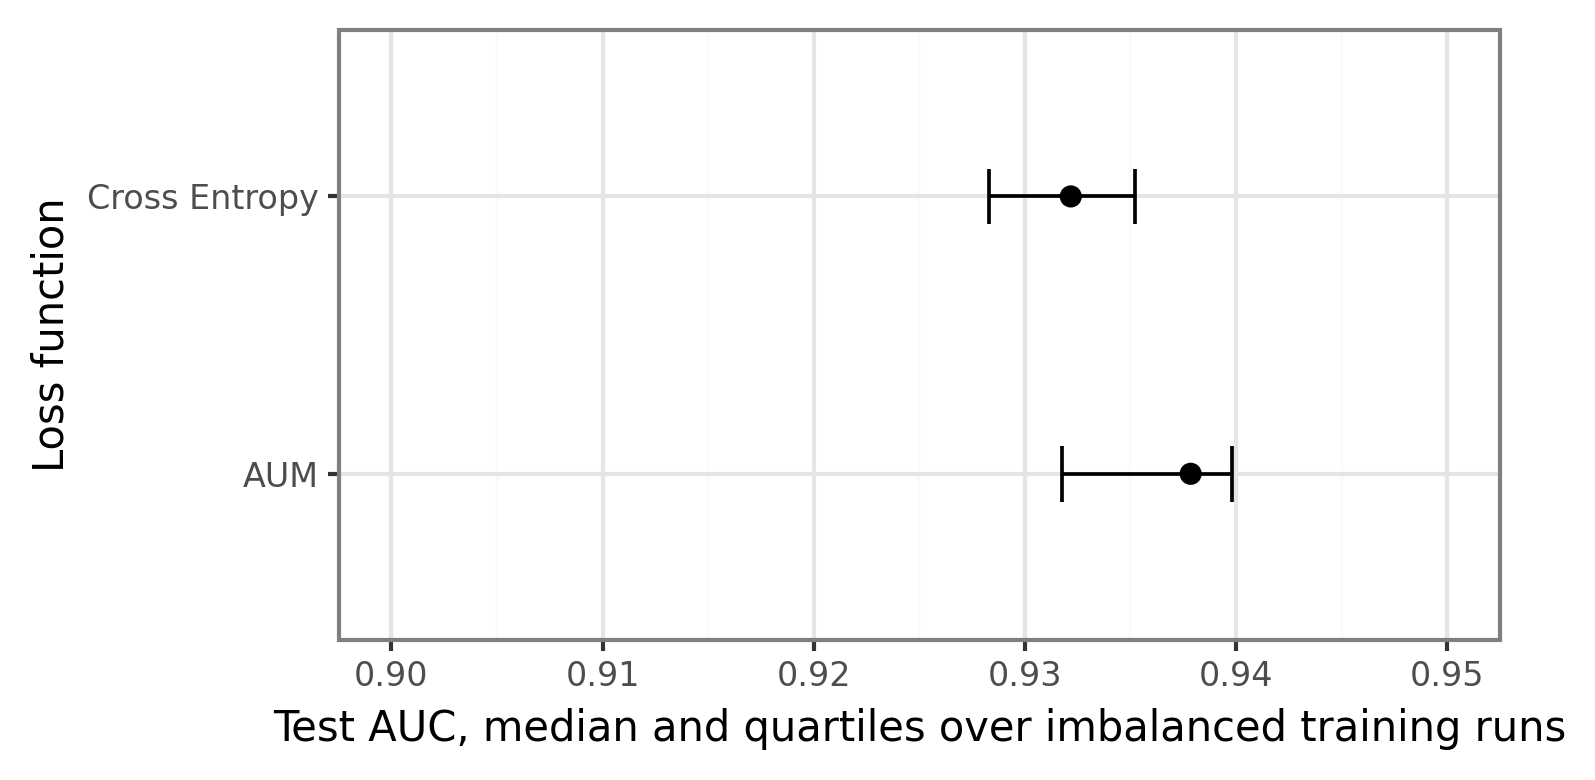 Loss function
Cross Entropy
AUM
0.90 0.91 0.92 0.93 0.94 0.95
Test AUC, median and quartiles over imbalanced training runs